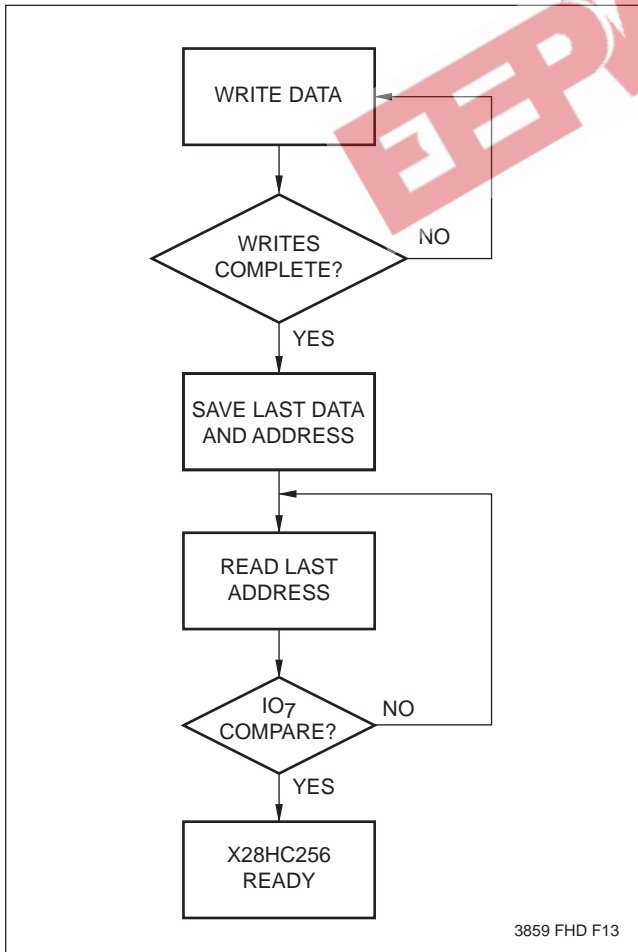 WRITE DATA
WRITES
COMPLETE?
NO
YES
SAVE LAST DATA
AND ADDRESS
READ LAST
ADDRESS
IO7
COMPARE?
NO
YES
X28HC256
READY
3859 FHD F13